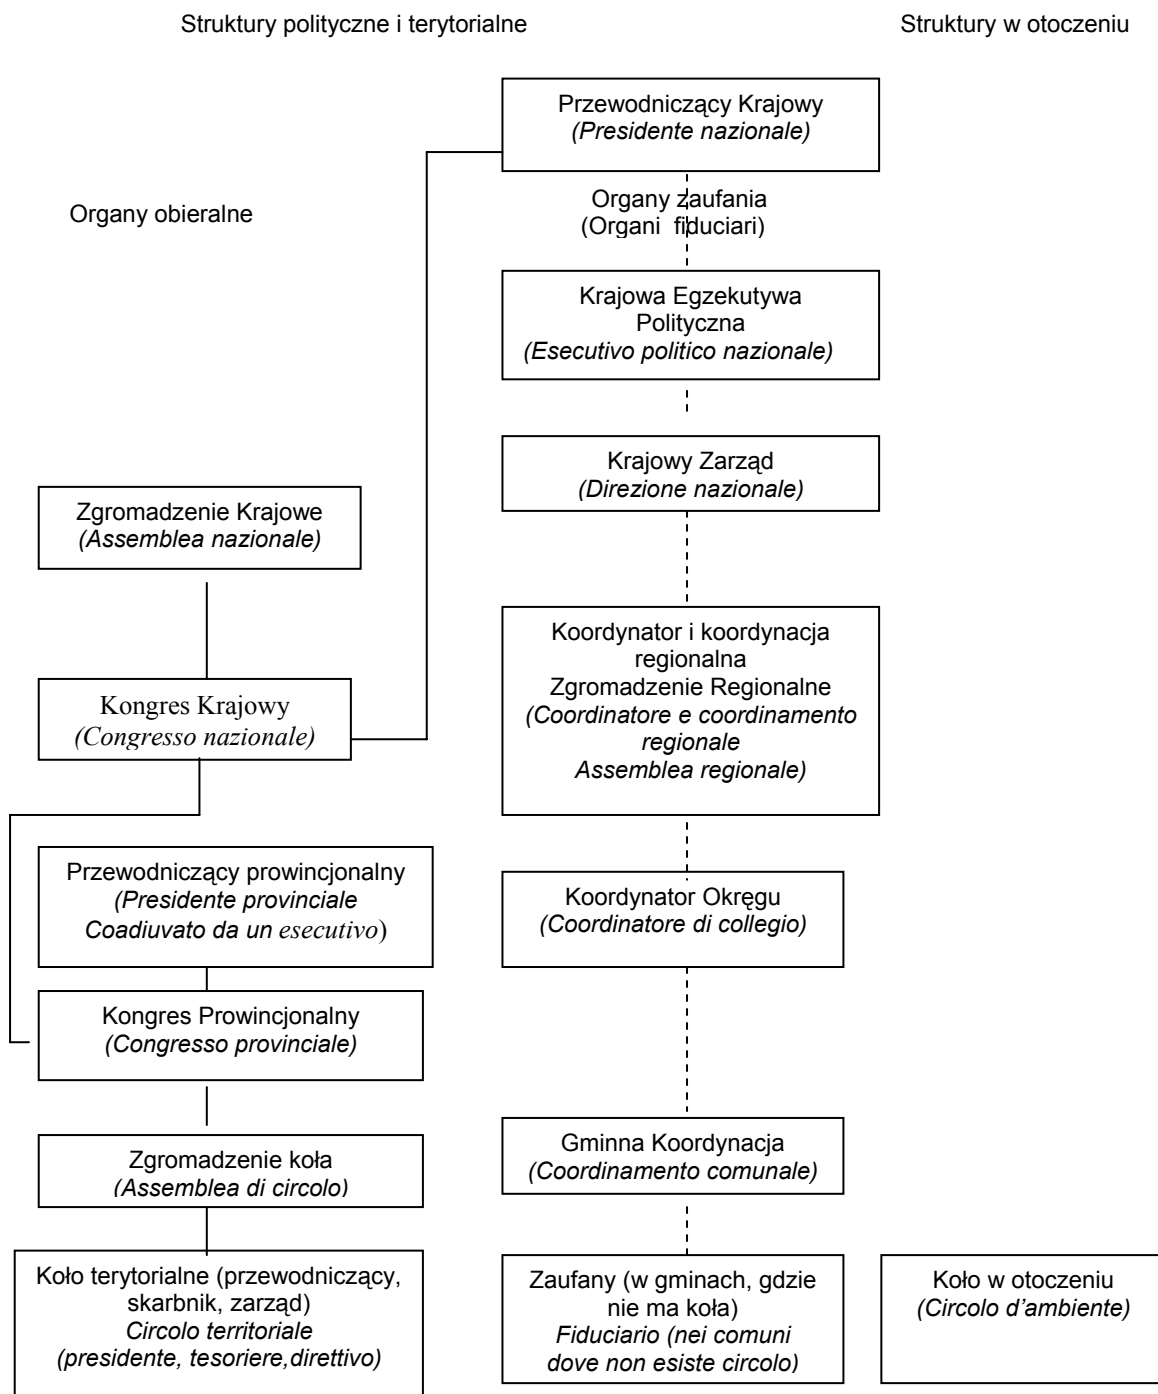 Struktury polityczne i terytorialne
Struktury w otoczeniu
Przewodniczący Krajowy
(Presidente nazionale)
Organy obieralne
Organy zaufania
(Organi fiduciari)
Krajowa Egzekutywa
Polityczna
(Esecutivo politico nazionale)
Krajowy Zarząd
(Direzione nazionale)
Zgromadzenie Krajowe
(Assemblea nazionale)
Koordynator i koordynacja
regionalna
Zgromadzenie Regionalne
(Coordinatore e coordinamento
regionale
Assemblea regionale)
Kongres Krajowy
(Congresso nazionale)
Przewodniczący prowincjonalny
(Presidente provinciale
Coadiuvato da un esecutivo)
Koordynator Okręgu
(Coordinatore di collegio)
Kongres Prowincjonalny
(Congresso provinciale)
Zgromadzenie koła
(Assemblea di circolo)
Gminna Koordynacja
(Coordinamento comunale)
Koło terytorialne (przewodniczący,
skarbnik, zarząd)
Circolo territoriale
(presidente, tesoriere,direttivo)
Zaufany (w gminach, gdzie
nie ma koła)
Fiduciario (nei comuni
dove non esiste circolo)
Koło w otoczeniu
(Circolo d'ambiente)